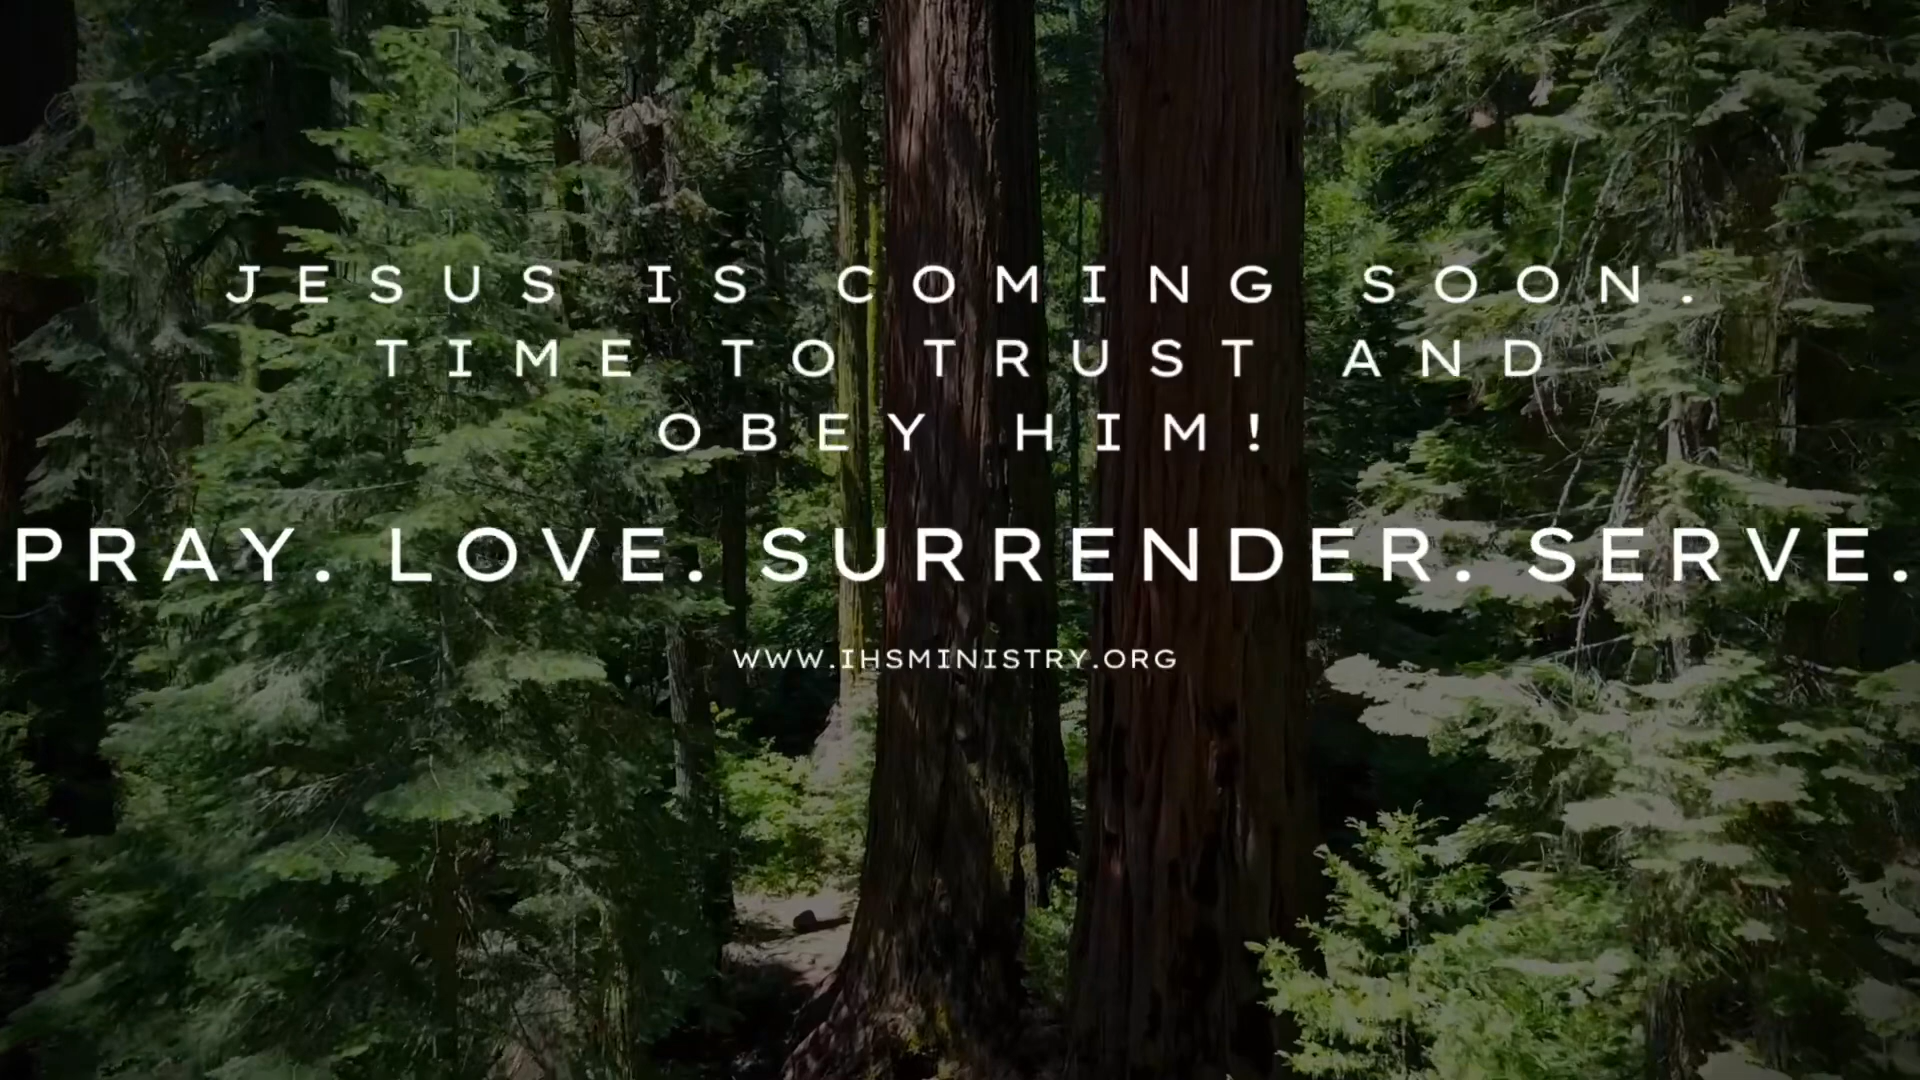 JESUS IS COMING SOON.
TIME TO TRUST AND
OBEY HIM!
PRAY. LOVE. SURRENDER. SERVE.
WWW.IHSMINISTRY.ORG